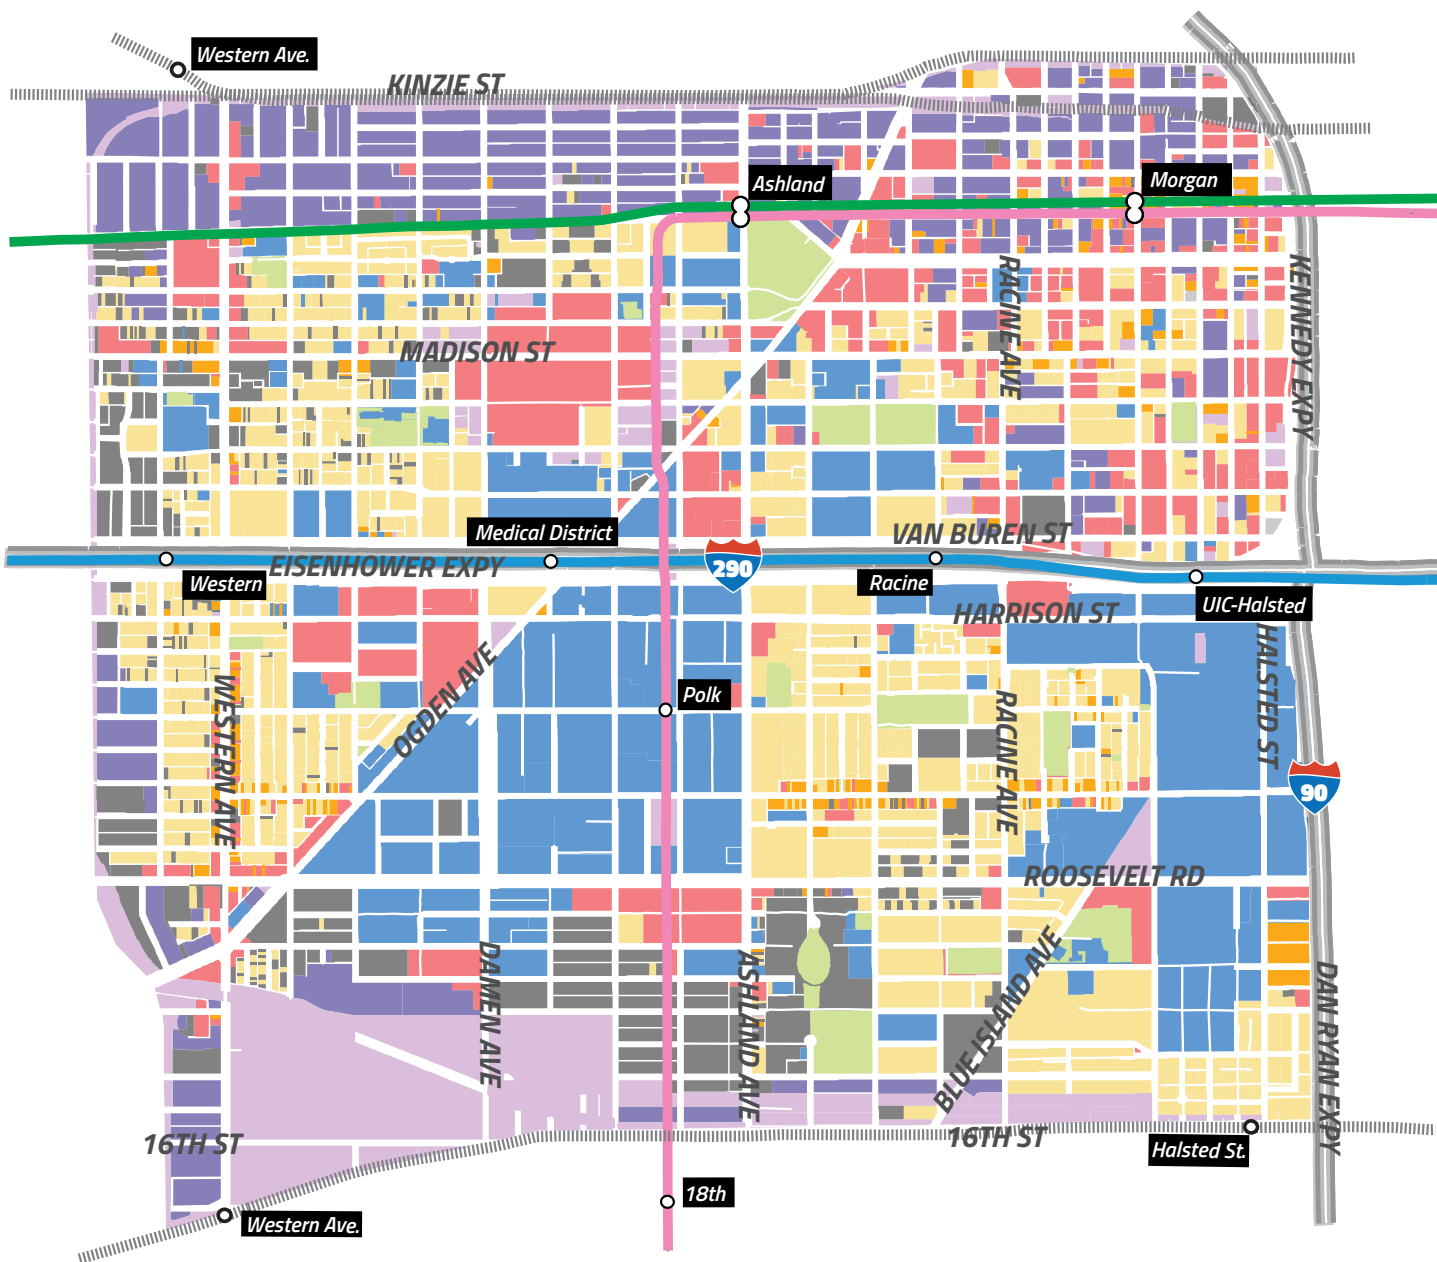 Western Ave.
KINZIE ST
Ashland
Morgan
RACINE AVE
KENNEDY EXPY
MADISON ST
Medical District
VAN BUREN ST
EISENHOWER EXPY
290
Western
Racine
UIC-Halsted
HARRISON ST
HALSTED ST
OGDEN AVE
WESTERN AVE
Polk
RACINE AVE
90
ROOSEVELT RD
DAMEN AVE
ASHLAND AVE
BLUE ISLAND AVE
DAN RYAN EXPY
16TH ST
16TH ST
Halsted St.
18th
Western Ave.